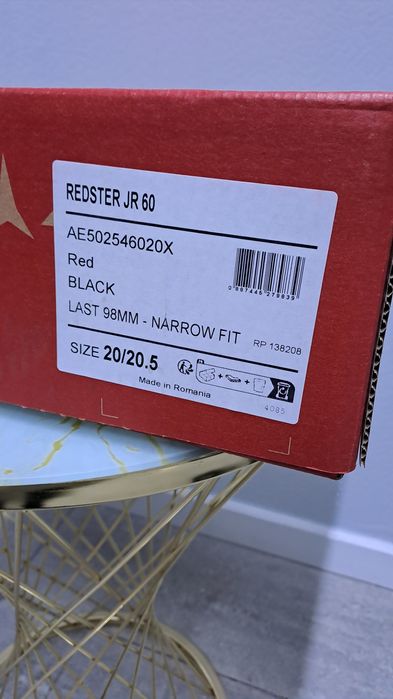 REDSTER JR 60
AE502546020X
Red
BLACK
LAST 98MM - NARROW FIT
RP 138208
SIZE 20/20.5
Made in Romania
4085